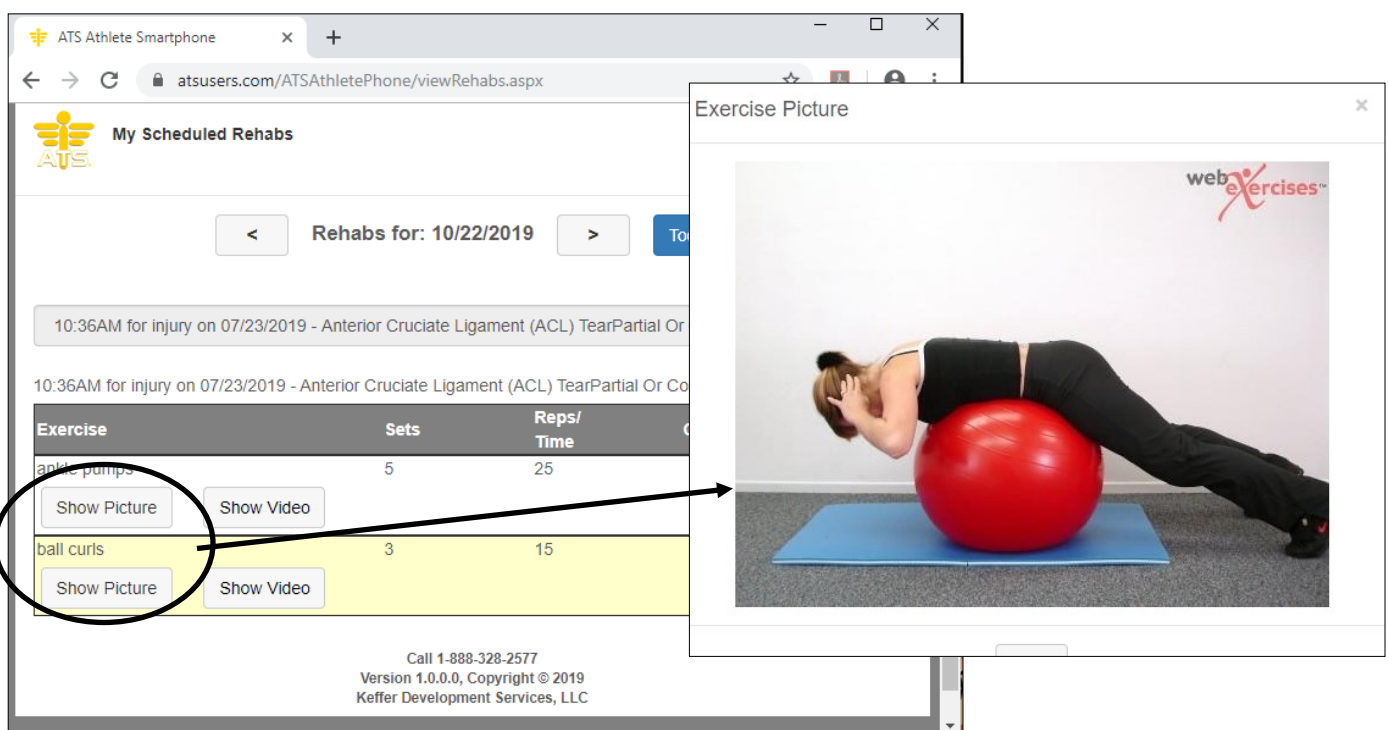 ATS Athlete Smartphone
atsusers.com/ATSAthletePhone/viewRehabs.aspx
ATS
My Scheduled Rehabs
< Rehabs for: 10/22/2019 >
10:36AM for injury on 07/23/2019 - Anterior Cruciate Ligament (ACL) TearPartial Or
10:36AM for injury on 07/23/2019 - Anterior Cruciate Ligament (ACL) TearPartial Or Co
Exercise Sets Reps/
Time
ankle pumps 5 25
Show Picture Show Video
ball curls 3 15
Show Picture Show Video
Call 1-888-328-2577
Version 1.0.0.0, Copyright © 2019
Keffer Development Services, LLC
Exercise Picture
web exercises™